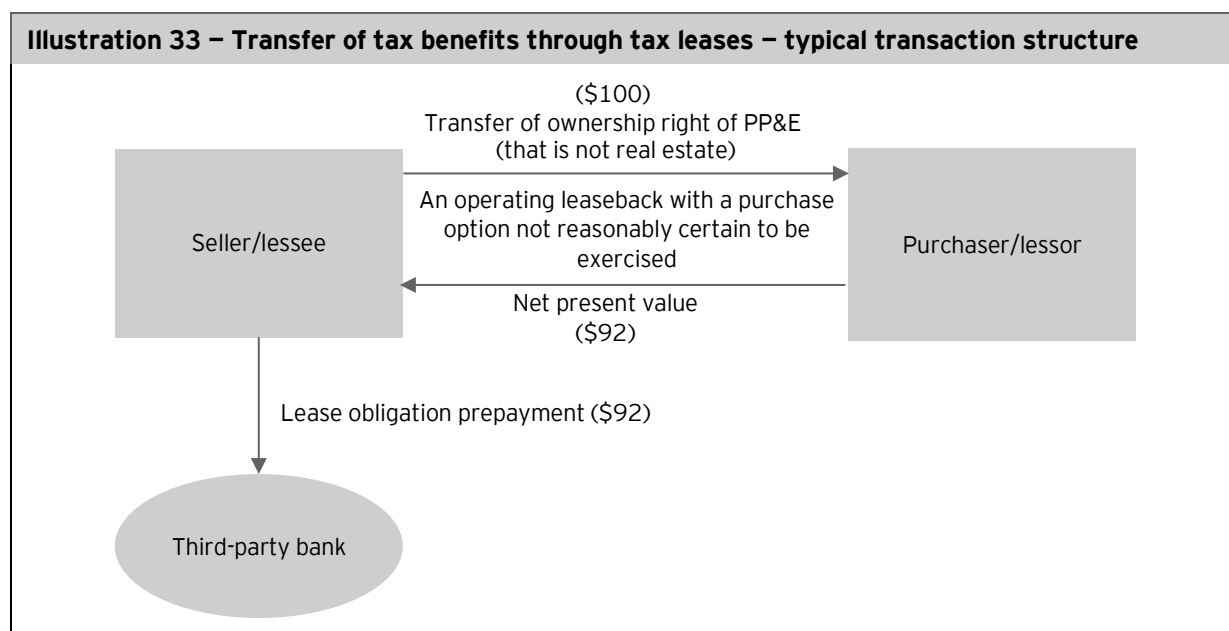 Illustration 33 – Transfer of tax benefits through tax leases – typical transaction structure
($100)
Transfer of ownership right of PP&E
(that is not real estate)
Seller/lessee
An operating leaseback with a purchase
option not reasonably certain to be
exercised
Purchaser/lessor
Net present value
($92)
Lease obligation prepayment ($92)
Third-party bank